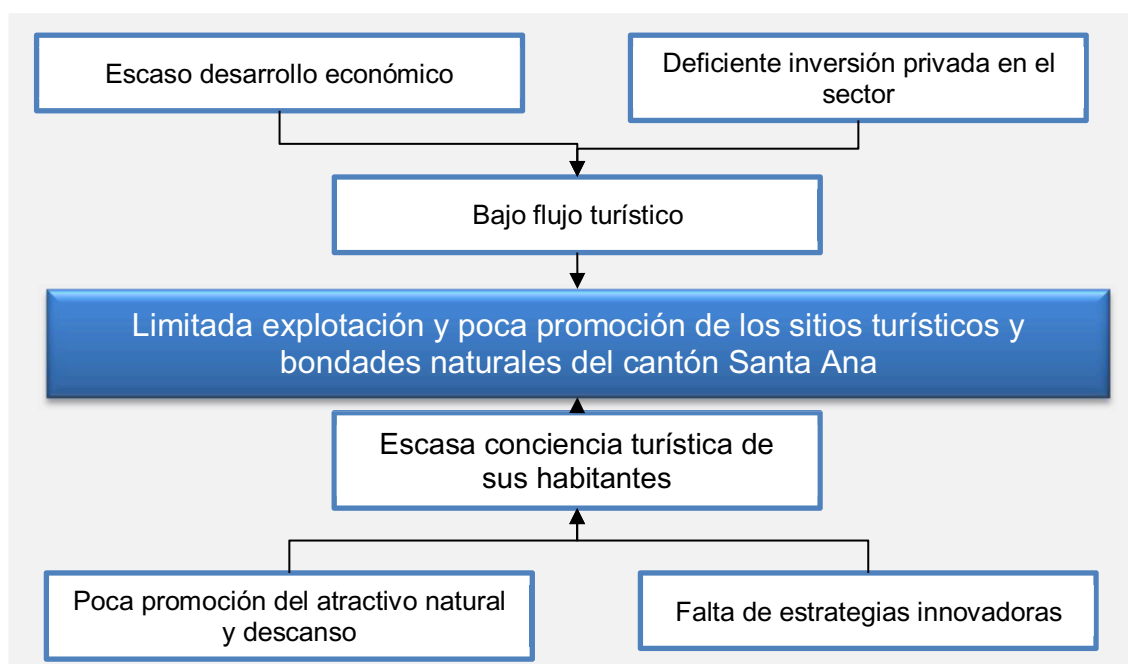 Escaso desarrollo económico
Deficiente inversión privada en el
sector
Bajo flujo turístico
Limitada explotación y poca promoción de los sitios turísticos y
bondades naturales del cantón Santa Ana
Escasa conciencia turística de
sus habitantes
Poca promoción del atractivo natural
y descanso
Falta de estrategias innovadoras